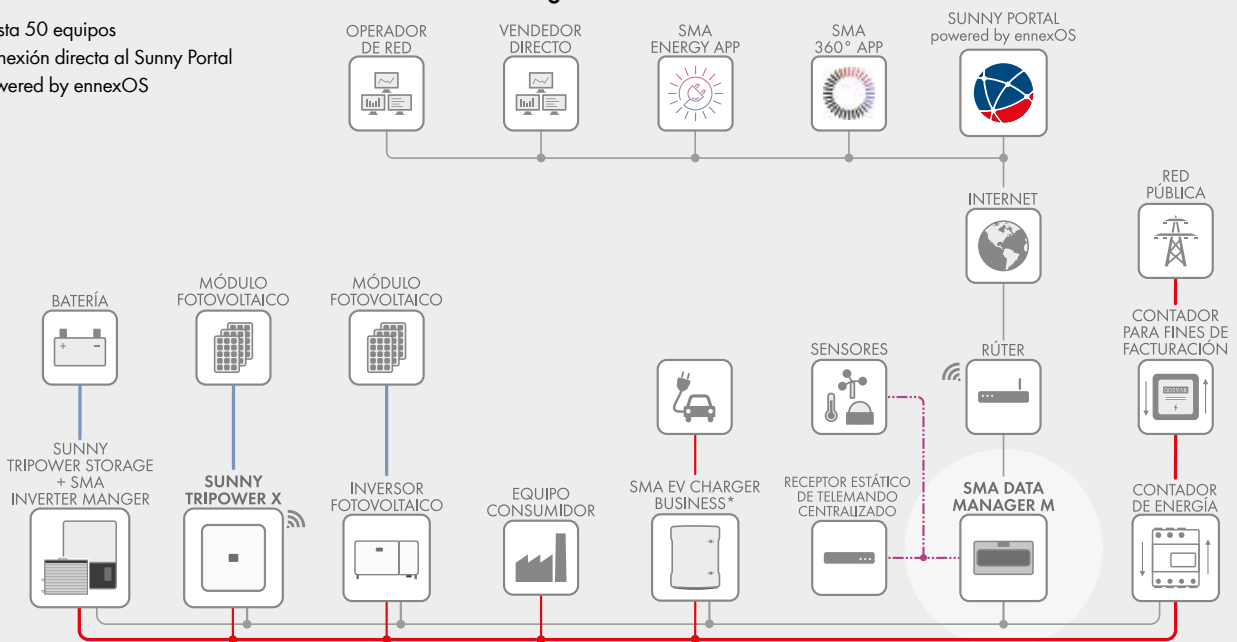 50 equipos
directa al Sunny Portal
by ennexOS
OPERADOR
DE RED
VENDEDOR
DIRECTO
SMA
ENERGY APP
SMA
360° APP
SUNNY PORTAL
powered by ennexOS
INTERNET
RED
PÚBLICA
BATERÍA
MÓDULO
FOTOVOLTAICO
MÓDULO
FOTOVOLTAICO
SENSORES
RÚTER
CONTADOR
PARA FINES DE
FACTURACIÓN
SUNNY
TRIPOWER STORAGE
+ SMA
INVERTER MANGER
SUNNY
TRIPOWER X
INVERSOR
FOTOVOLTAICO
EQUIPO
CONSUMIDOR
SMA EV CHARGER
BUSINESS*
RECEPTOR ESTÁTICO
DE TELEMANDO
CENTRALIZADO
SMA DATA
MANAGER M
CONTADOR
DE ENERGÍA